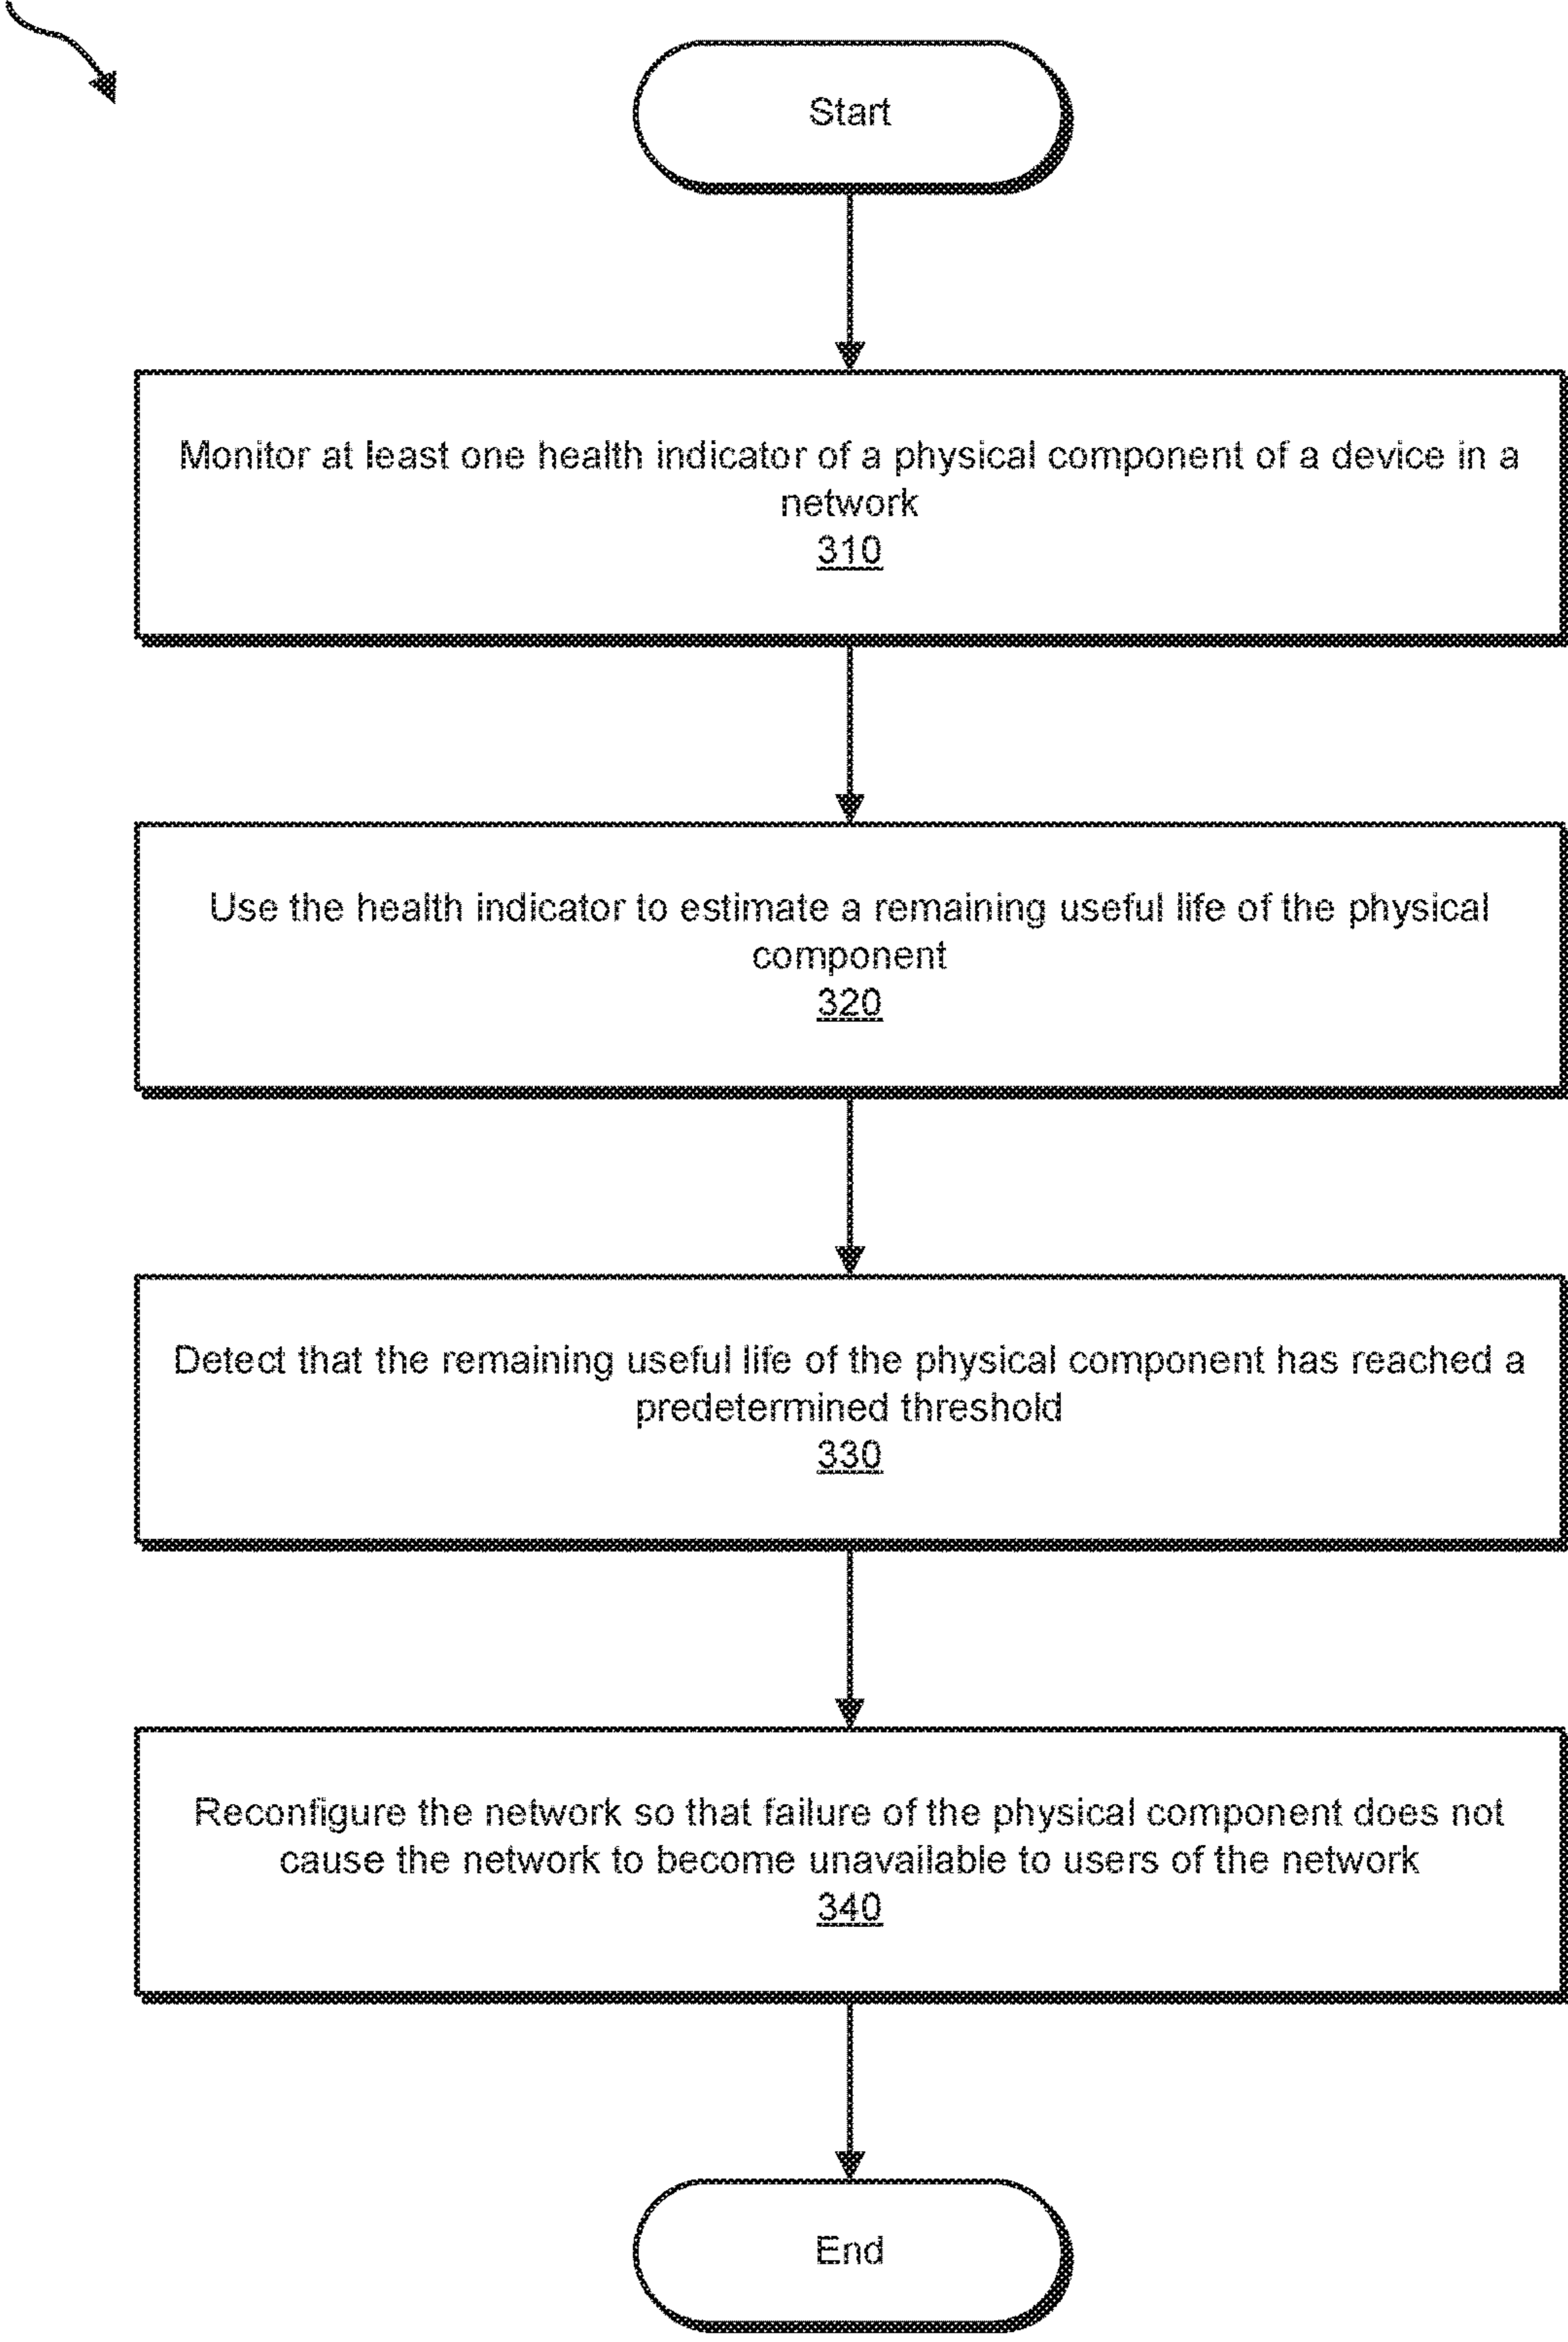 Start
Monitor at least one health indicator of a physical component of a device in a
network
310
Use the health indicator to estimate a remaining useful life of the physical
component
320
Detect that the remaining useful life of the physical component has reached a
predetermined threshold
330
Reconfigure the network so that failure of the physical component does not
cause the network to become unavailable to users of the network
340
End